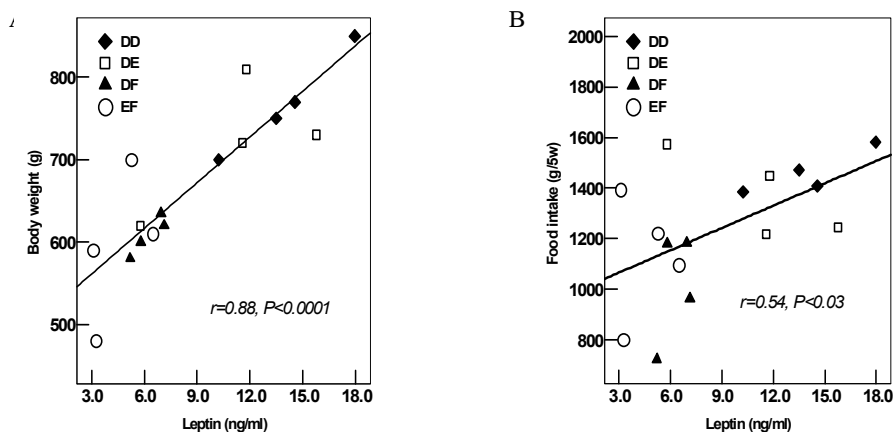 A
DD
DE
DF
EF
800
700
600
500
Body weight (g)
r=0.88, P<0.0001
3.0 6.0 9.0 12.0 15.0 18.0
Leptin (ng/ml)
B
DD
DE
DF
EF
2000
1800
1600
1400
1200
1000
800
Food intake (g/5w)
r=0.54, P<0.03
3.0 6.0 9.0 12.0 15.0 18.0
Leptin (ng/ml)